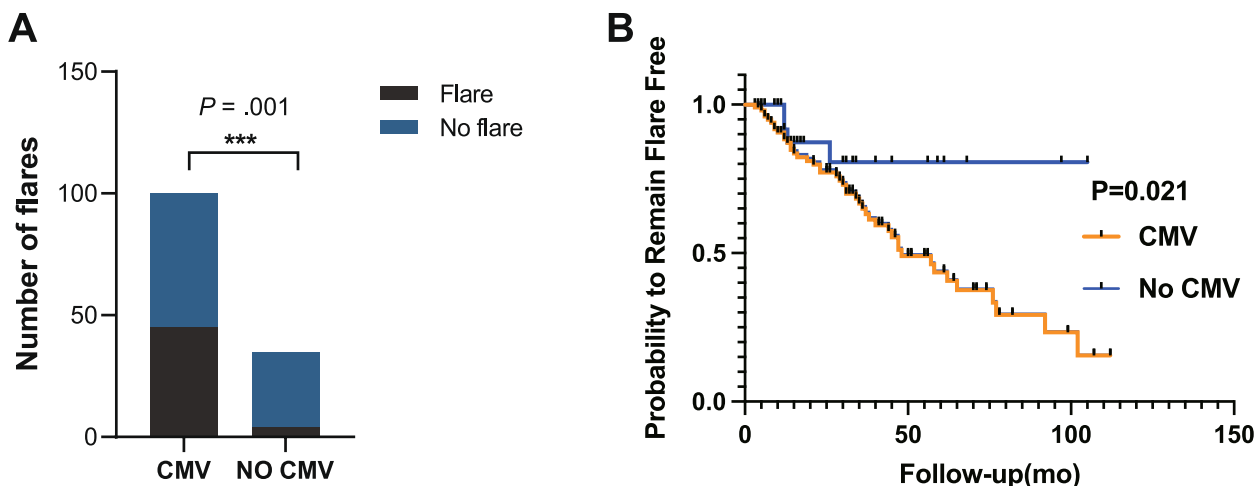 A
Number of flares
150
100
50
0
P = .001
***
CMV
NO CMV
Flare
No flare
B
Probability to Remain Flare Free
1.0
0.5
0.0
0
50
100
150
Follow-up(mo)
P=0.021
CMV
No CMV